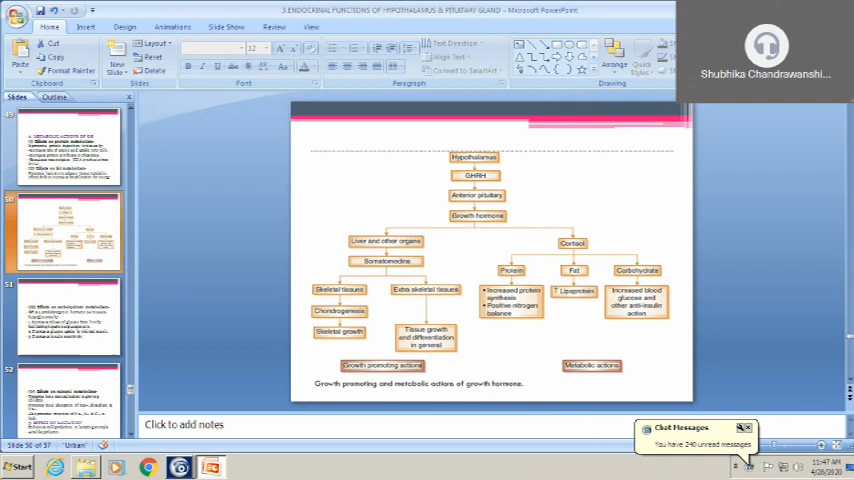 3 ENDOCRINAL FUNCTIONS OF HYPOTHALAMUS & PITUITARY GLAND - Microsoft PowerPoint
Home Insert Design Animations Slide Show Review View
Cut
Copy
Format Painter
Paste
Clipboard
New Slide
Layout
Reset
Delete
Slides
12
Font
Paragraph
Text Direction
Align Text
Convert to SmartArt
Arrange
Quick Styles
Drawing
Shubhika Chandrawanshi...
Slides Outline
49
50
51
52
Hypothalamus
GHRH
Anterior pituitary
Growth hormone
Liver and other organs
Cortisol
Somatomedins
Protein
Fat
Carbohydrate
Skeletal tissues
Extra skeletal tissues
• Increased protein
synthesis
• Positive nitrogen
balance
↑ Lipoprotein
Increased blood
glucose and
other anti-insulin
action
Chondrogenesis
Skeletal growth
Tissue growth
and differentiation
in general
Growth promoting actions
Metabolic actions
Growth promoting and metabolic actions of growth hormone.
Click to add notes
Chat Messages
You have 240 unread messages
Slide 50 of 57
"Urban"
Start
11:47 AM
4/28/2020